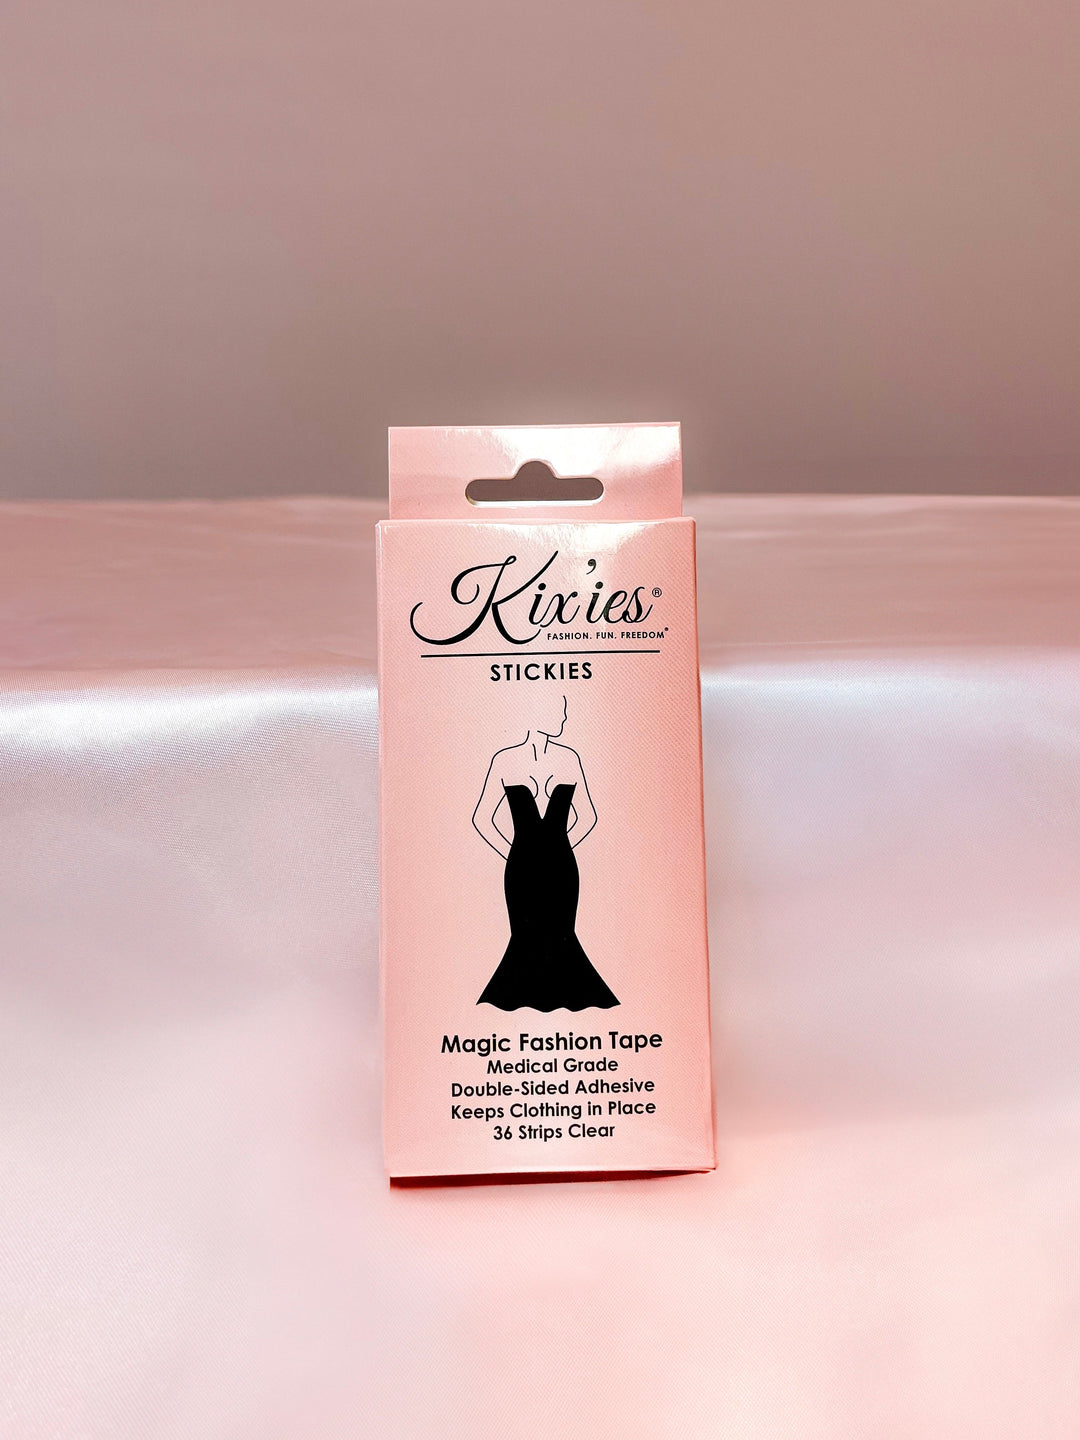 Kix'ies®
FASHION. FUN. FREEDOM®
STICKIES
Magic Fashion Tape
Medical Grade
Double-Sided Adhesive
Keeps Clothing in Place
36 Strips Clear